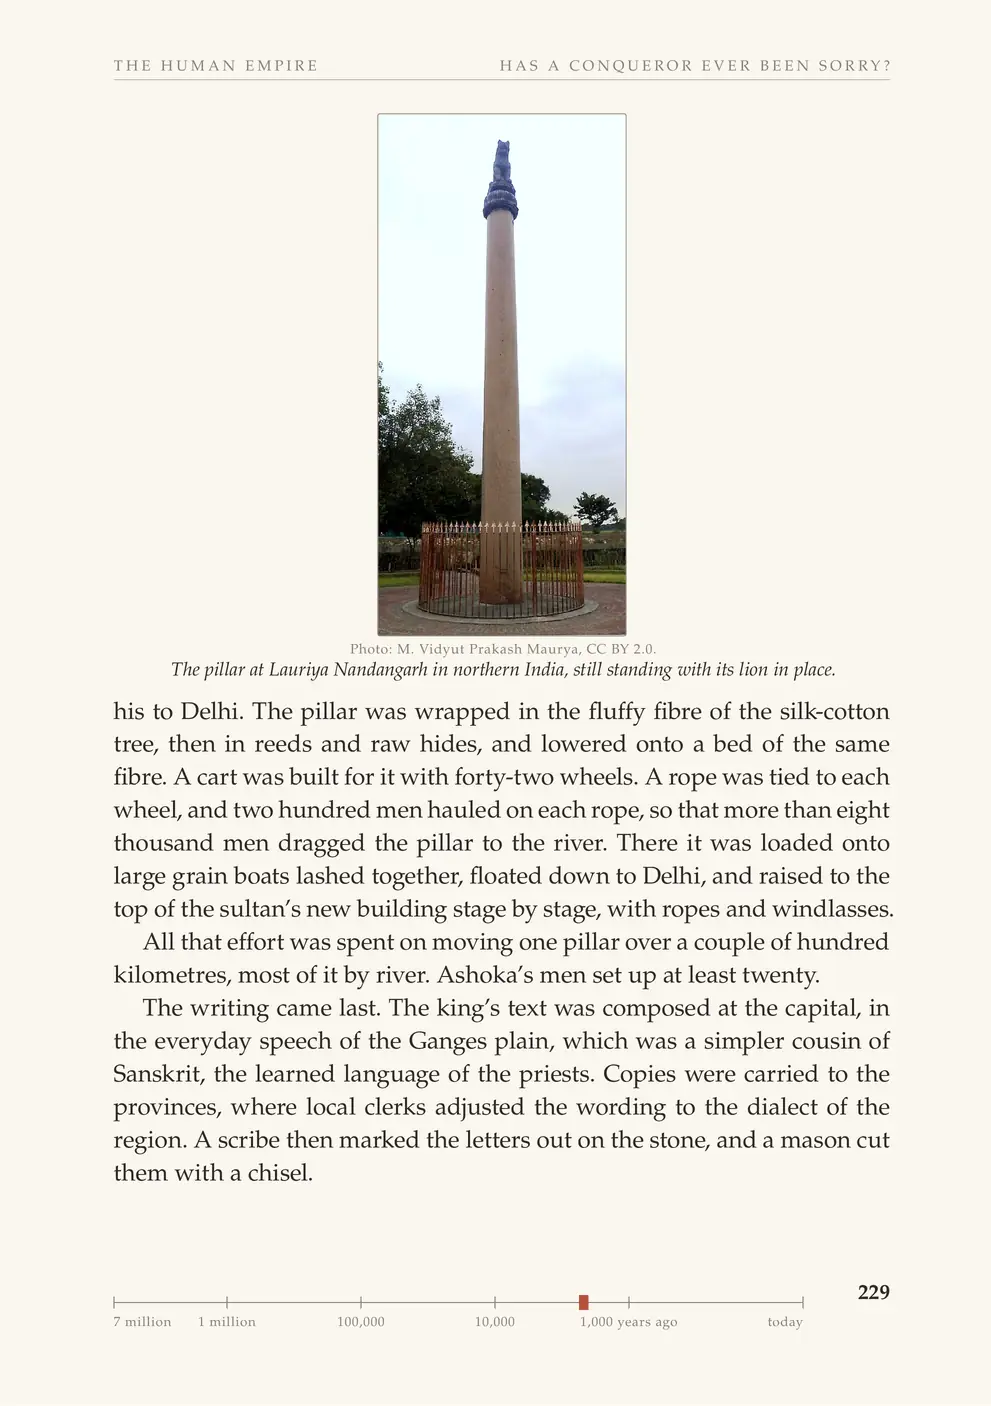 THE HUMAN EMPIRE
HAS A CONQUEROR EVER BEEN SORRY?
Photo: M. Vidyut Prakash Maurya, CC BY 2.0.
The pillar at Lauriya Nandangarh in northern India, still standing with its lion in place.
his to Delhi. The pillar was wrapped in the fluffy fibre of the silk-cotton
tree, then in reeds and raw hides, and lowered onto a bed of the same
fibre. A cart was built for it with forty-two wheels. A rope was tied to each
wheel, and two hundred men hauled on each rope, so that more than eight
thousand men dragged the pillar to the river. There it was loaded onto
large grain boats lashed together, floated down to Delhi, and raised to the
top of the sultan’s new building stage by stage, with ropes and windlasses.
All that effort was spent on moving one pillar over a couple of hundred
kilometres, most of it by river. Ashoka’s men set up at least twenty.
The writing came last. The king’s text was composed at the capital, in
the everyday speech of the Ganges plain, which was a simpler cousin of
Sanskrit, the learned language of the priests. Copies were carried to the
provinces, where local clerks adjusted the wording to the dialect of the
region. A scribe then marked the letters out on the stone, and a mason cut
them with a chisel.
229
7 million 1 million 100,000 10,000 1,000 years ago today